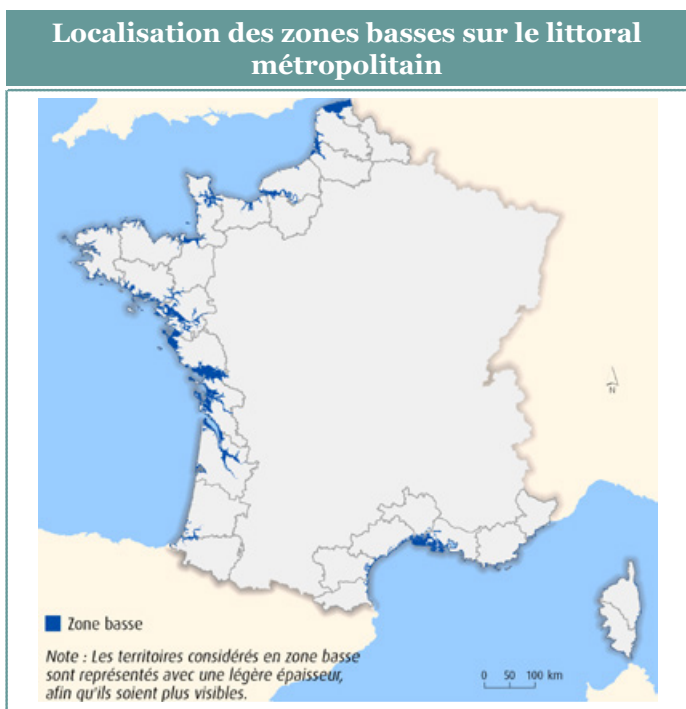 Localisation des zones basses sur le littoral
métropolitain
N
Zone basse
Note : Les territoires considérés en zone basse
sont représentés avec une légère épaisseur,
afin qu'ils soient plus visibles.
0 50 100 km